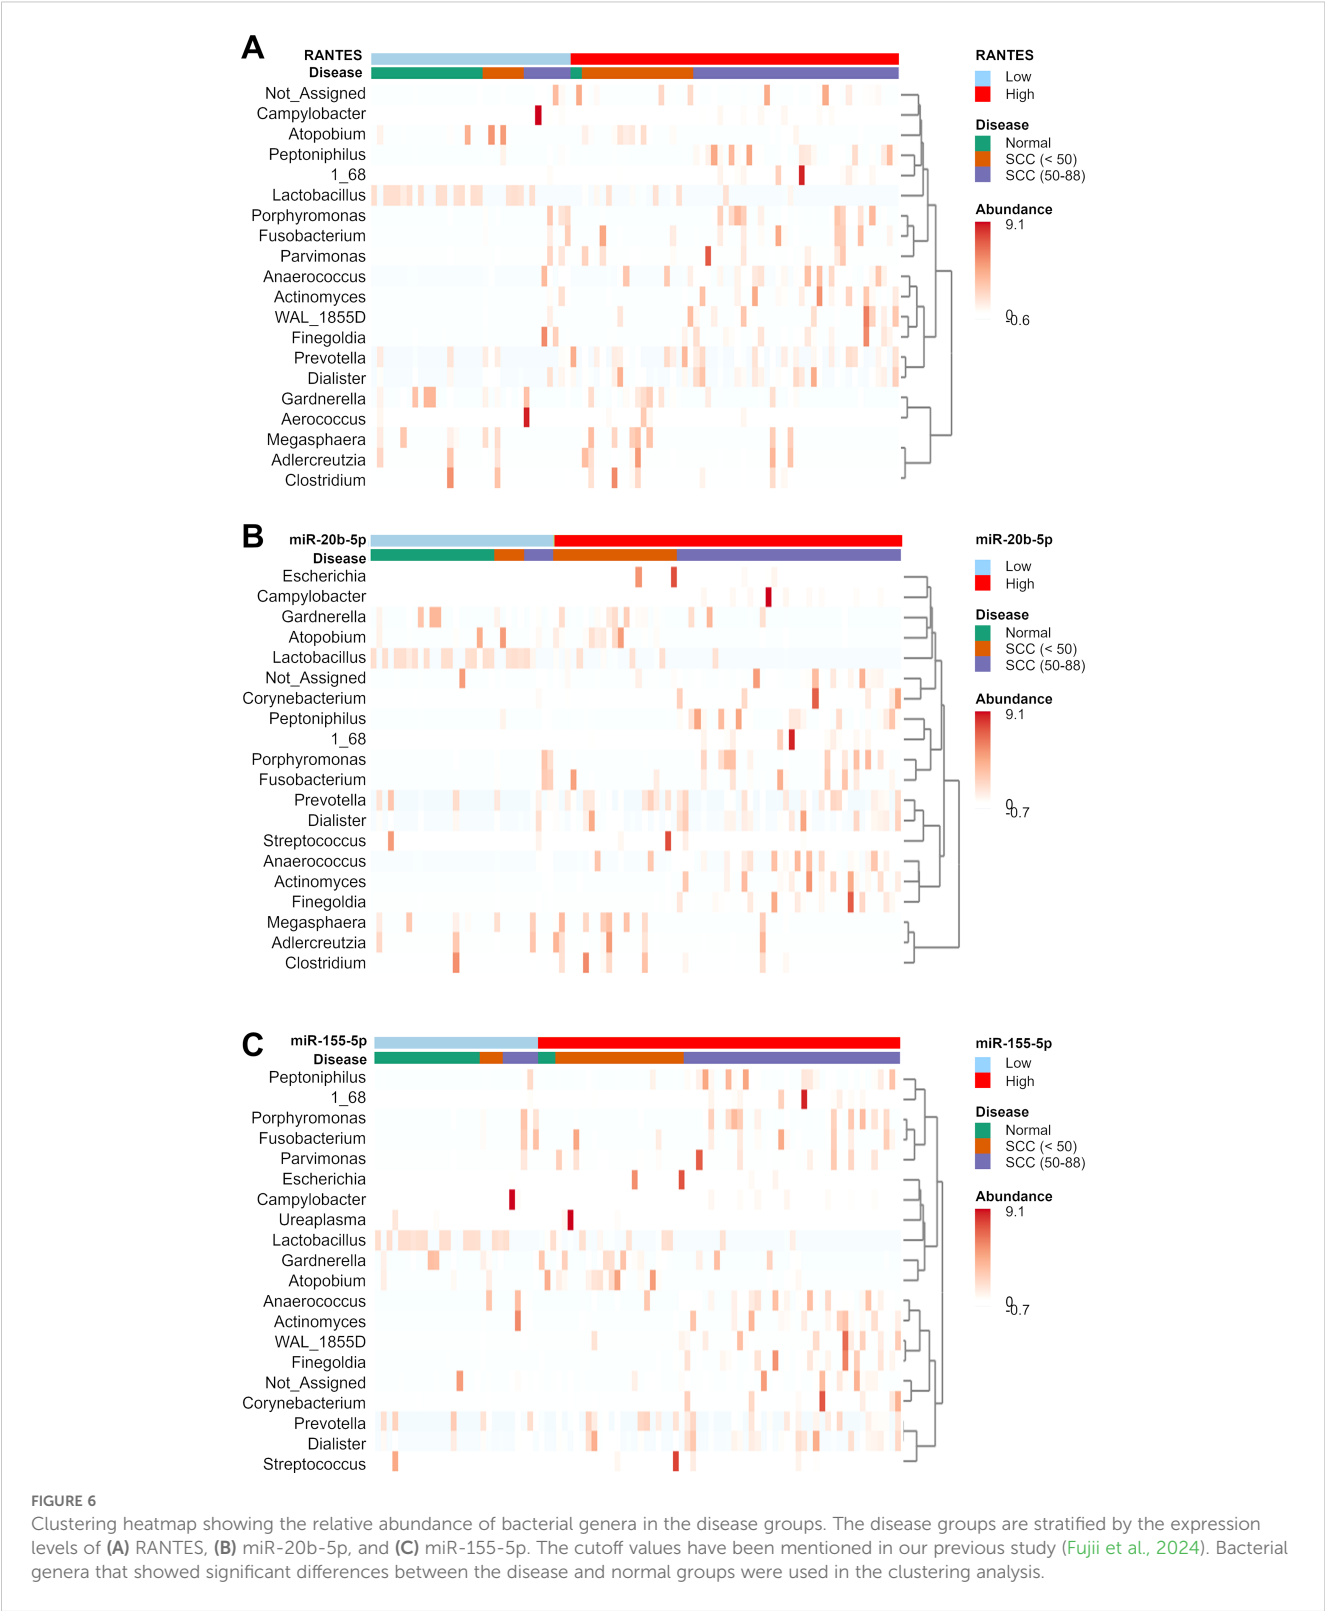 A
RANTES
Disease
Not_Assigned
Campylobacter
Atopobium
Peptoniphilus
1_68
Lactobacillus
Porphyromonas
Fusobacterium
Parvimonas
Anaerococcus
Actinomyces
WAL_1855D
Finegoldia
Prevotella
Dialister
Gardnerella
Aerococcus
Megasphaera
Adlercreutzia
Clostridium
RANTES
Low
High
Disease
Normal
SCC (< 50)
SCC (50-88)
Abundance
9.1
0
-0.6
B
miR-20b-5p
Disease
Escherichia
Campylobacter
Gardnerella
Atopobium
Lactobacillus
Not_Assigned
Corynebacterium
Peptoniphilus
1_68
Porphyromonas
Fusobacterium
Prevotella
Dialister
Streptococcus
Anaerococcus
Actinomyces
Finegoldia
Megasphaera
Adlercreutzia
Clostridium
miR-20b-5p
Low
High
Disease
Normal
SCC (< 50)
SCC (50-88)
Abundance
9.1
0
-0.7
C
miR-155-5p
Disease
Peptoniphilus
1_68
Porphyromonas
Fusobacterium
Parvimonas
Escherichia
Campylobacter
Ureaplasma
Lactobacillus
Gardnerella
Atopobium
Anaerococcus
Actinomyces
WAL_1855D
Finegoldia
Not_Assigned
Corynebacterium
Prevotella
Dialister
Streptococcus
miR-155-5p
Low
High
Disease
Normal
SCC (< 50)
SCC (50-88)
Abundance
9.1
0
-0.7
FIGURE 6
Clustering heatmap showing the relative abundance of bacterial genera in the disease groups. The disease groups are stratified by the expression
levels of (A) RANTES, (B) miR-20b-5p, and (C) miR-155-5p. The cutoff values have been mentioned in our previous study (Fujii et al., 2024). Bacterial
genera that showed significant differences between the disease and normal groups were used in the clustering analysis.